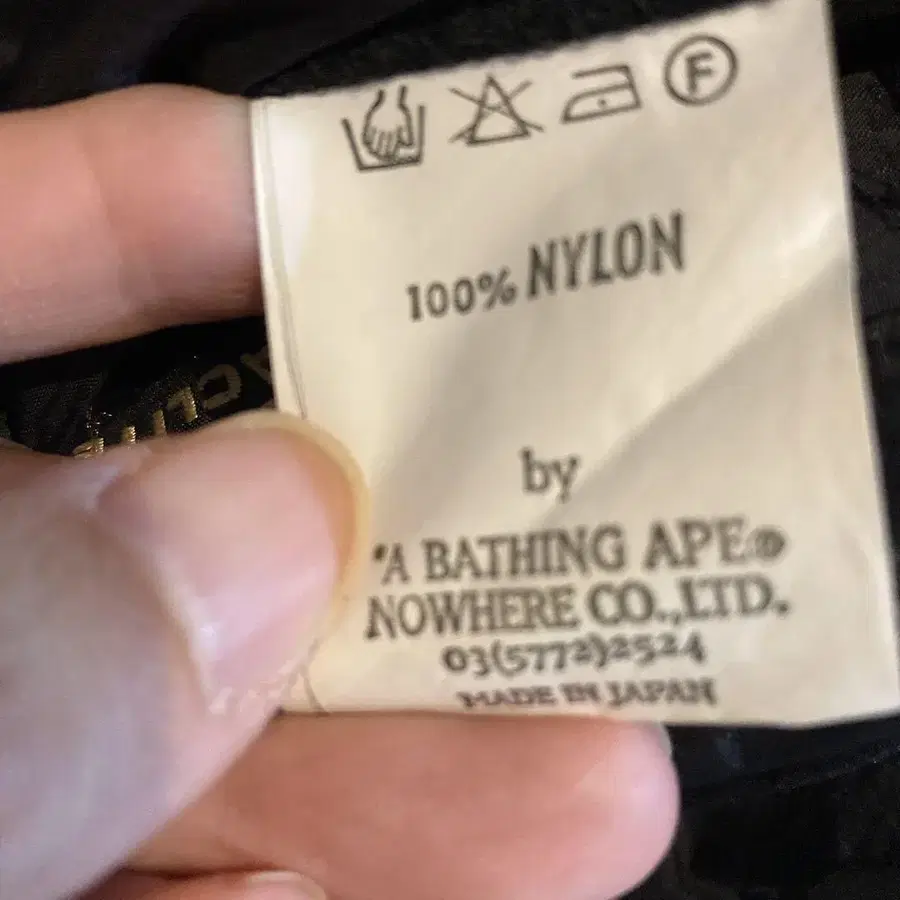 F
100% NYLON
by
"A BATHING APE®
NOWHERE CO.,LTD.
03(5772)2524
MADE IN JAPAN